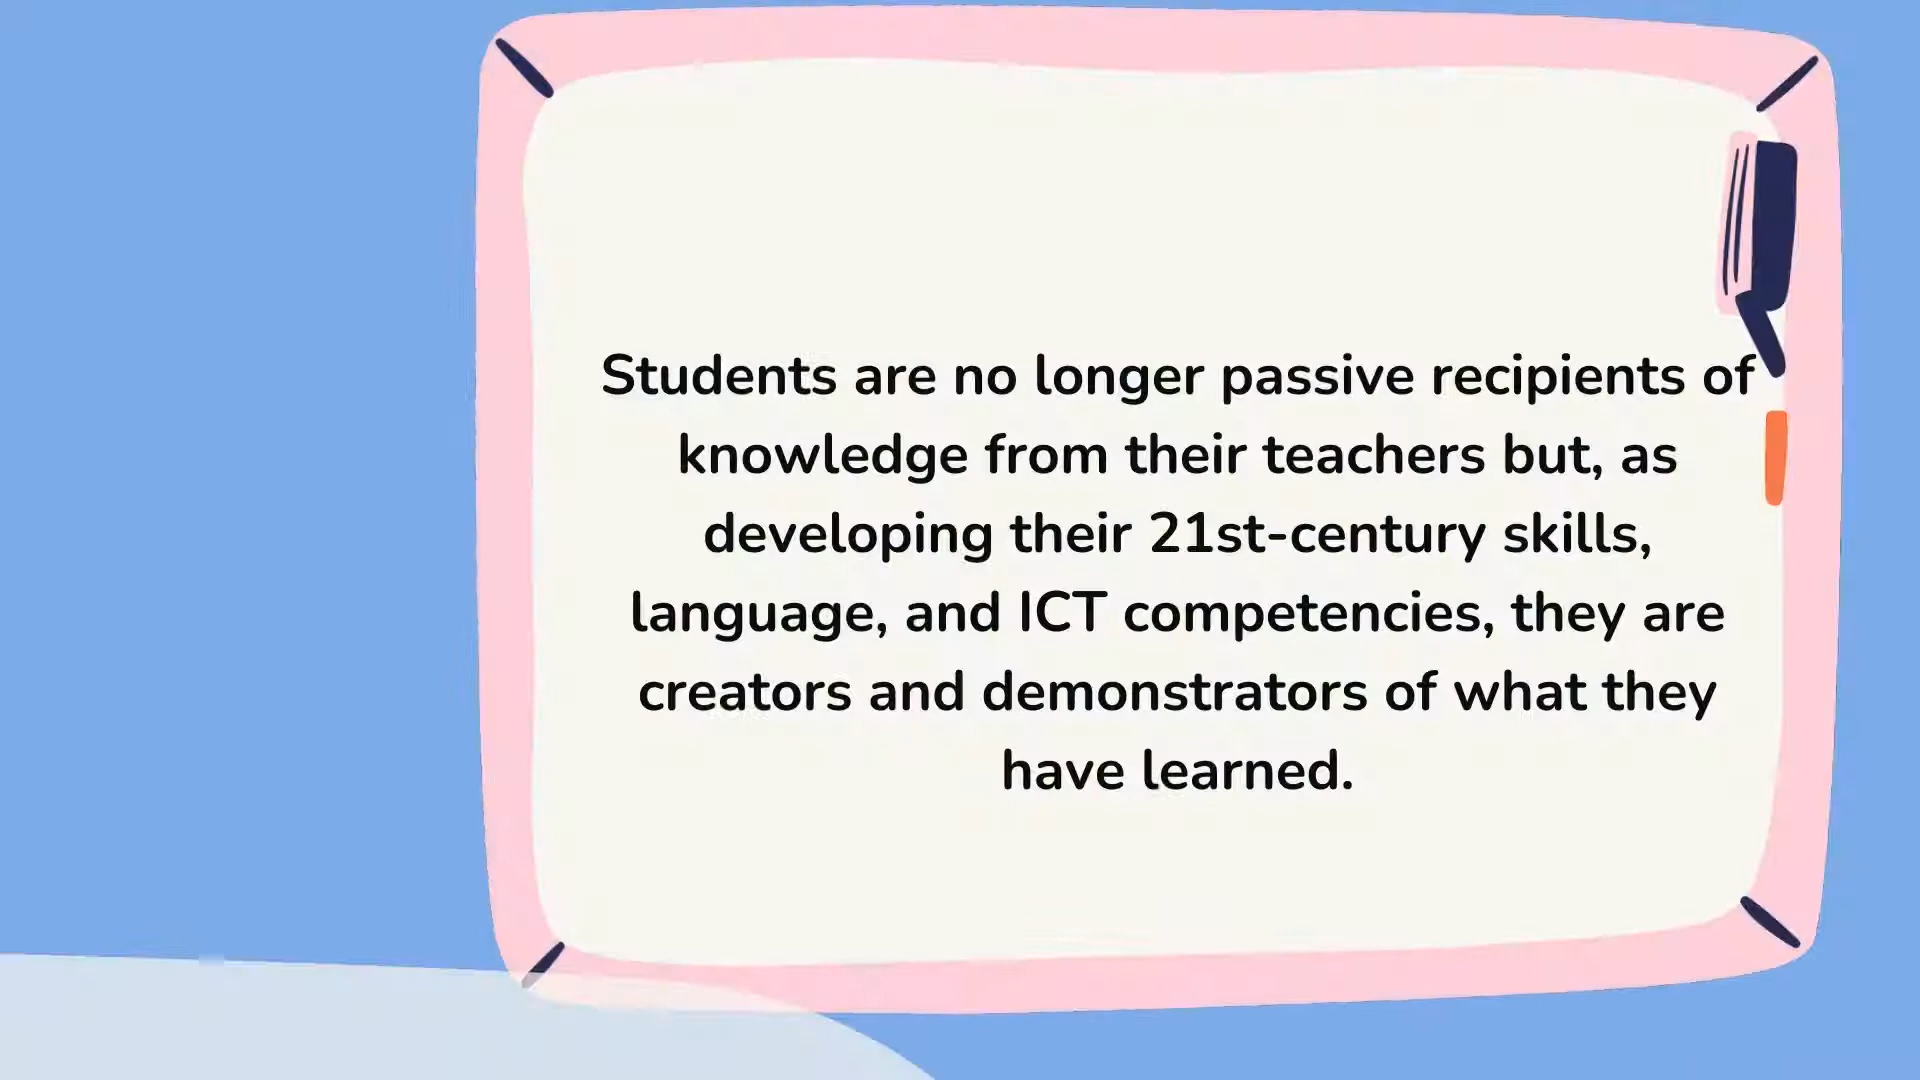 Students are no longer passive recipients of
knowledge from their teachers but, as
developing their 21st-century skills,
language, and ICT competencies, they are
creators and demonstrators of what they
have learned.